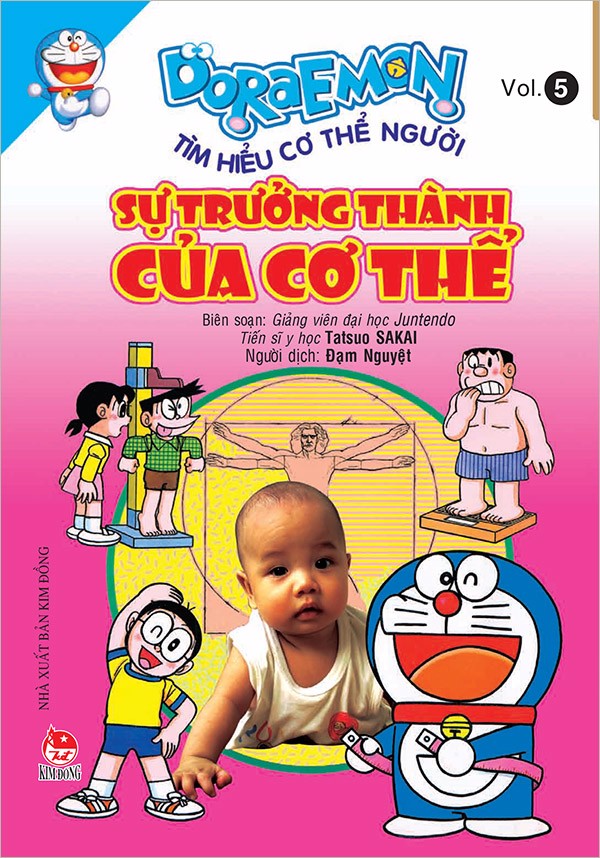 DORAEMON
TÌM HIỂU CƠ THỂ NGƯỜI
Vol. 5
SỰ TRƯỞNG THÀNH
CỦA CƠ THỂ
Biên soạn: Giảng viên đại học Juntendo
Tiến sĩ y học Tatsuo SAKAI
Người dịch: Đạm Nguyệt
NHÀ XUẤT BẢN KIM ĐỒNG
KIM ĐỒNG